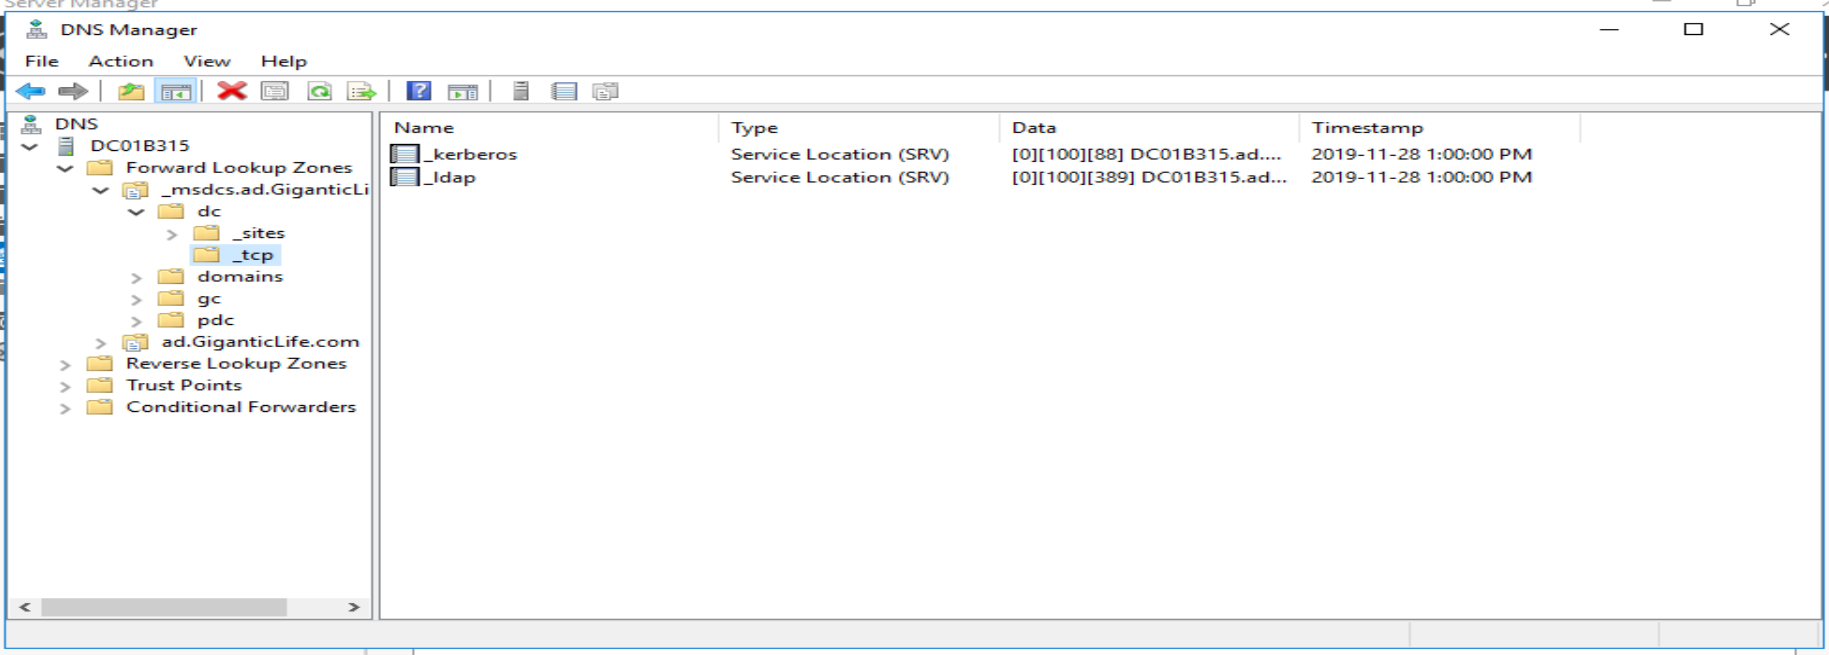 Server Manager
DNS Manager
File Action View Help
DNS
DC01B315
Forward Lookup Zones
_msdcs.ad.GiganticLi
dc
_sites
_tcp
domains
gc
pdc
ad.GiganticLife.com
Reverse Lookup Zones
Trust Points
Conditional Forwarders
Name Type Data Timestamp
_kerberos Service Location (SRV) [0][100][88] DC01B315.ad.... 2019-11-28 1:00:00 PM
_ldap Service Location (SRV) [0][100][389] DC01B315.ad... 2019-11-28 1:00:00 PM